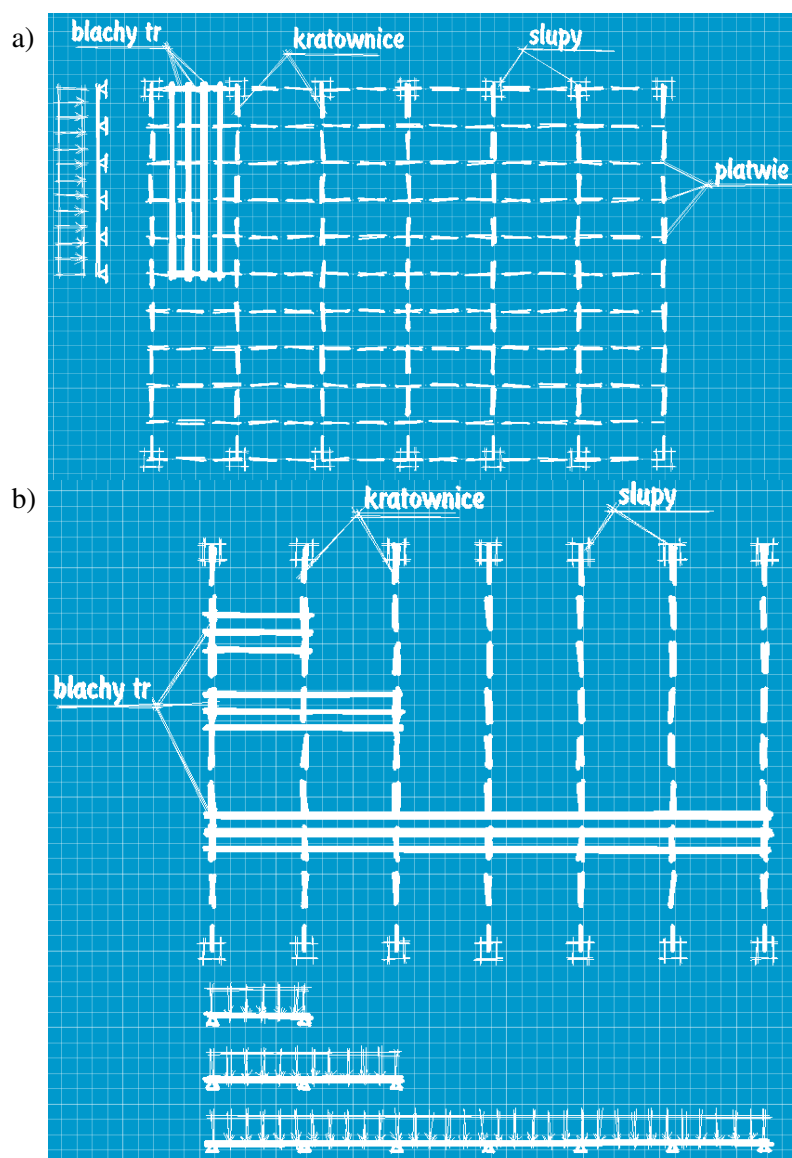 a)
blachy tr
kratownice
slupy
platwie
b)
kratownice
slupy
blachy tr